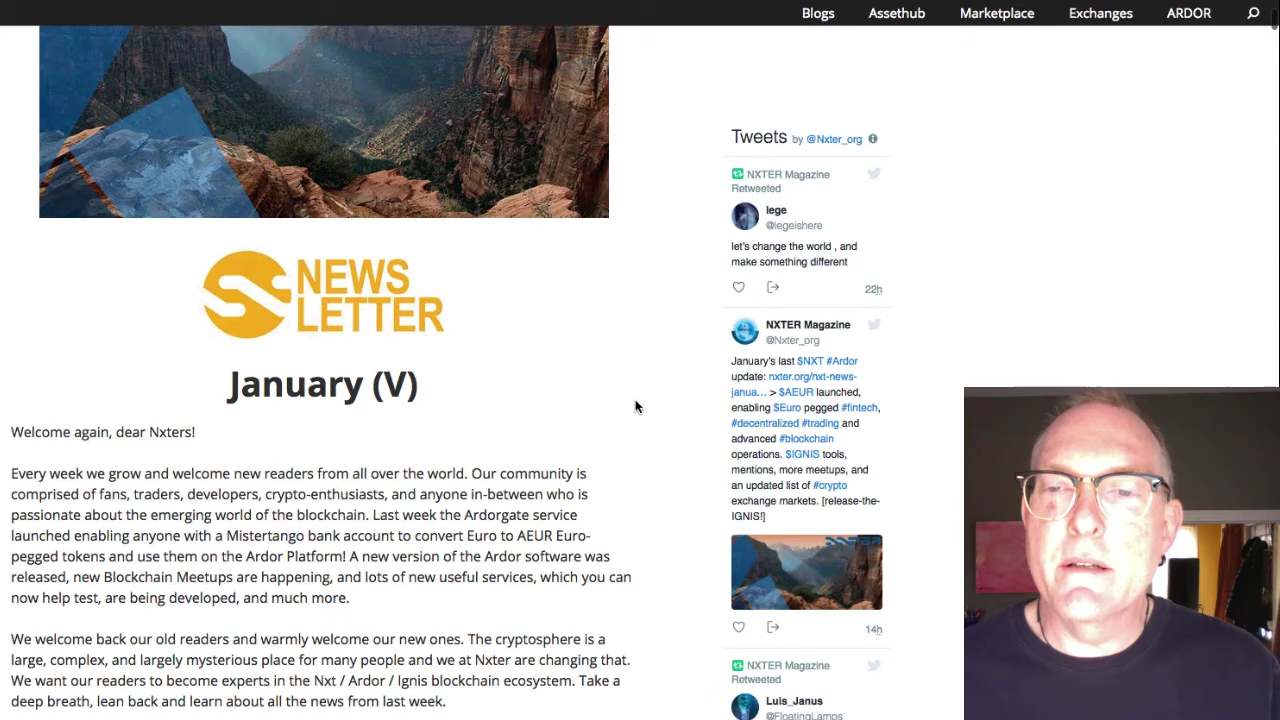 Blogs
Assethub
Marketplace
Exchanges
ARDOR
NEWS
LETTER
January (V)
Welcome again, dear Nxters!
Every week we grow and welcome new readers from all over the world. Our community is
comprised of fans, traders, developers, crypto-enthusiasts, and anyone in-between who is
passionate about the emerging world of the blockchain. Last week the Ardorgate service
launched enabling anyone with a Mistertango bank account to convert Euro to AEUR Euro-
pegged tokens and use them on the Ardor Platform! A new version of the Ardor software was
released, new Blockchain Meetups are happening, and lots of new useful services, which you can
now help test, are being developed, and much more.
We welcome back our old readers and warmly welcome our new ones. The cryptosphere is a
large, complex, and largely mysterious place for many people and we at Nxter are changing that.
We want our readers to become experts in the Nxt / Ardor / Ignis blockchain ecosystem. Take a
deep breath, lean back and learn about all the news from last week.
Tweets by @Nxter_org
NXTER Magazine
Retweeted
lege
@legeishere
let's change the world , and
make something different
22h
NXTER Magazine
@Nxter_org
January's last $NXT #Ardor
update: nxter.org/nxt-news-
janua… > $AEUR launched,
enabling $Euro pegged #fintech,
#decentralized #trading and
advanced #blockchain
operations. $IGNIS tools,
mentions, more meetups, and
an updated list of #crypto
exchange markets. [release-the-
IGNIS!]
14h
NXTER Magazine
Retweeted
Luis_Janus
@FloatingLamps